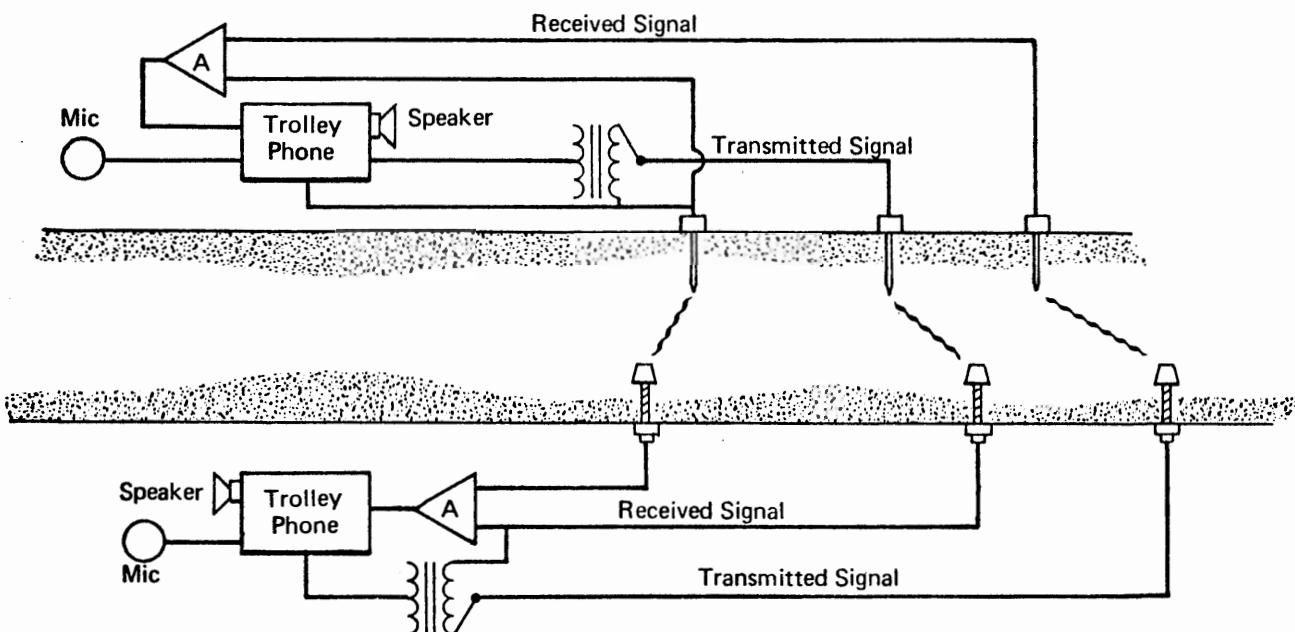 Received Signal
A
Mic
Trolley
Phone
Speaker
Transmitted Signal
Speaker
Trolley
Phone
A
Received Signal
Mic
Transmitted Signal